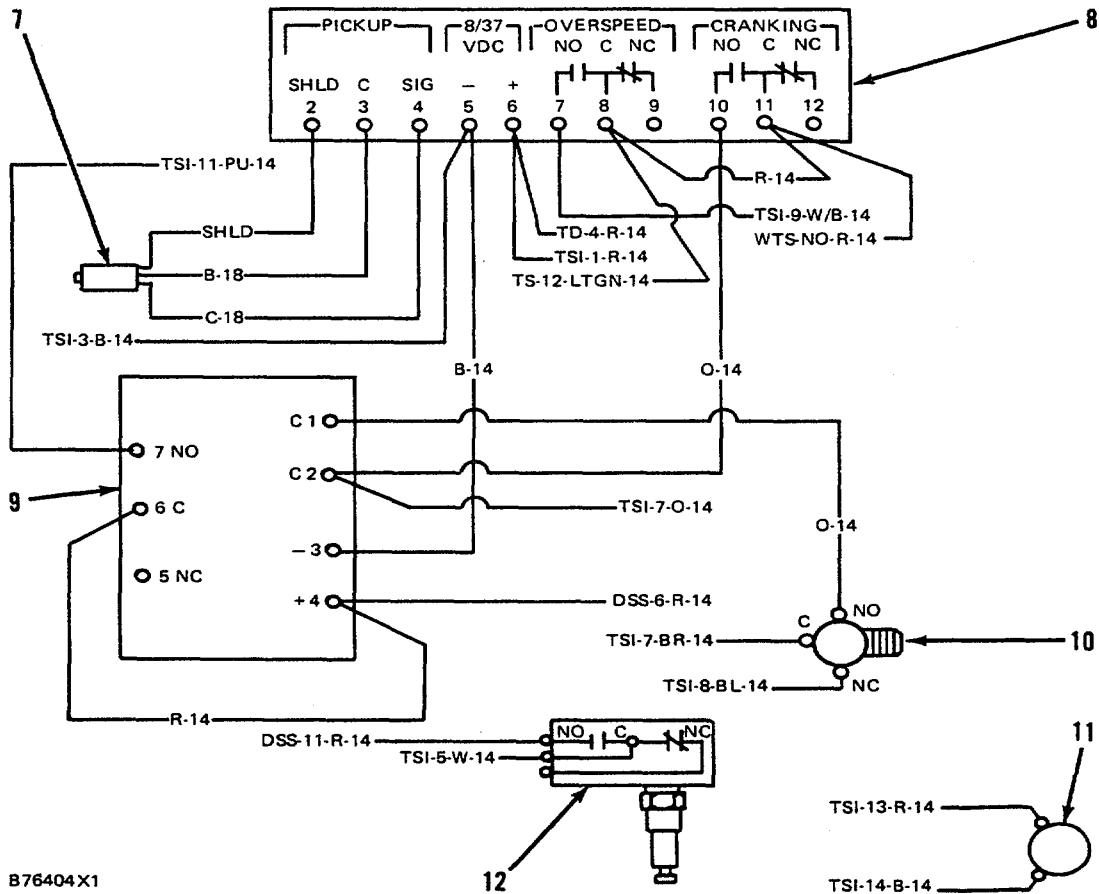 7
PICKUP 8/37 OVERSPEED CRANKING
VDC NO C NC NO C NC
8
SHLD C SIG – +
2 3 4 5 6 7 8 9 10 11 12
TSI-11-PU-14
R-14
SHLD
TD-4-R-14
TSI-9-W/B-14
WTS-NO-R-14
TSI-1-R-14
B-18
TS-12-LTGN-14
C-18
TSI-3-B-14
B-14
O-14
C 1
7 NO
C 2
9
6 C
TSI-7-O-14
O-14
– 3
5 NC
+ 4
DSS-6-R-14
NO
C
TSI-7-BR-14
10
TSI-8-BL-14
NC
R-14
NO C NC
DSS-11-R-14
TSI-5-W-14
11
TSI-13-R-14
12
TSI-14-B-14
B76404X1